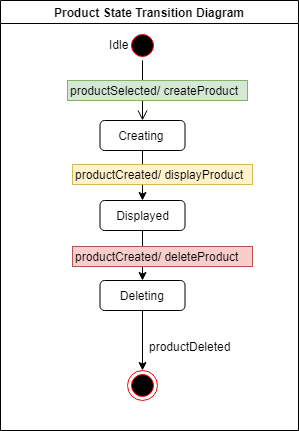 Product State Transition Diagram
Idle
productSelected/ createProduct
Creating
productCreated/ displayProduct
Displayed
productCreated/ deleteProduct
Deleting
productDeleted